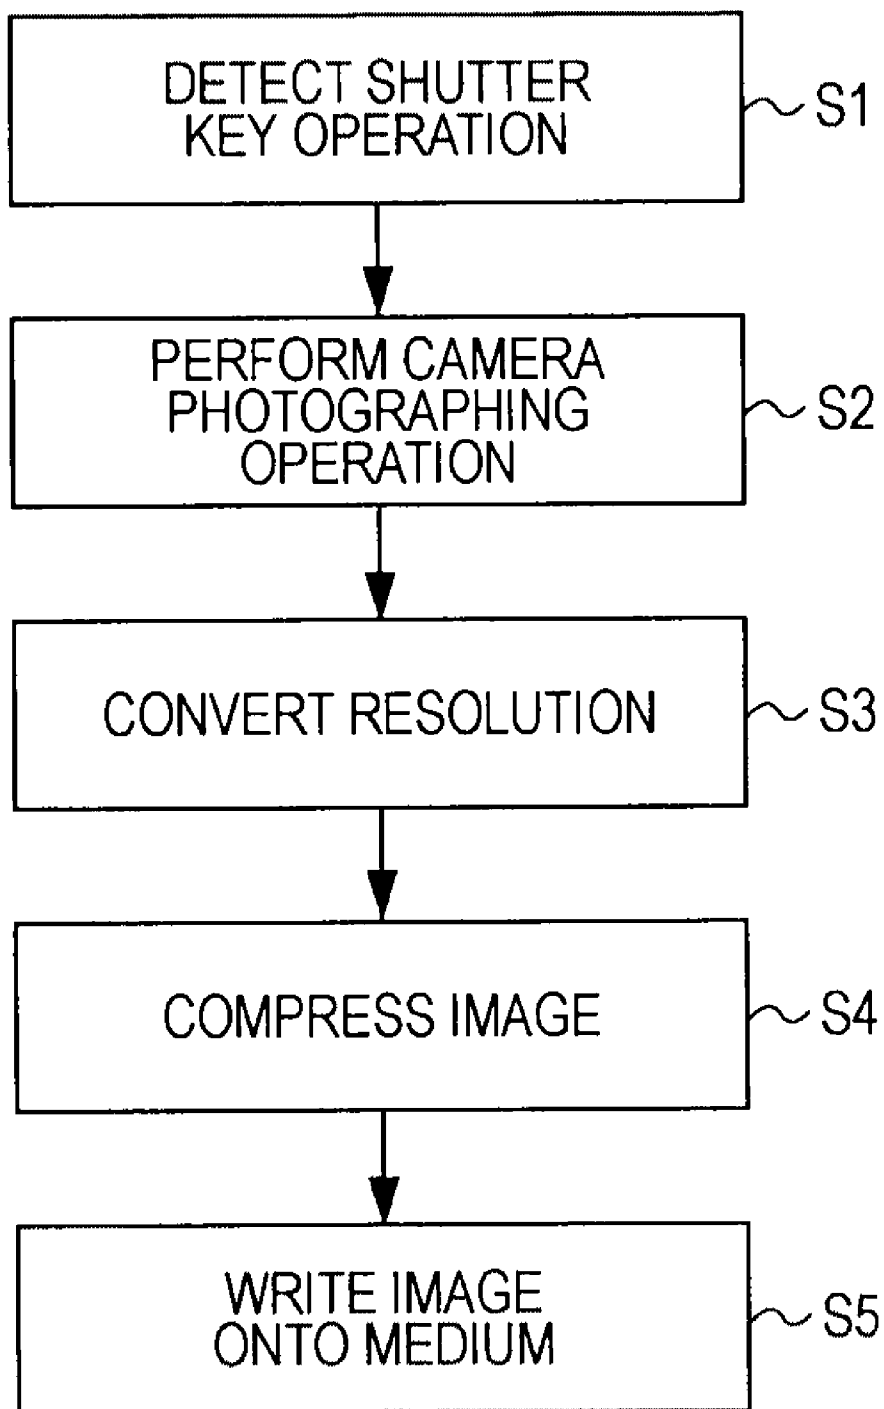 DETECT SHUTTER
KEY OPERATION
S1
PERFORM CAMERA
PHOTOGRAPHING
OPERATION
S2
CONVERT RESOLUTION
S3
COMPRESS IMAGE
S4
WRITE IMAGE
ONTO MEDIUM
S5